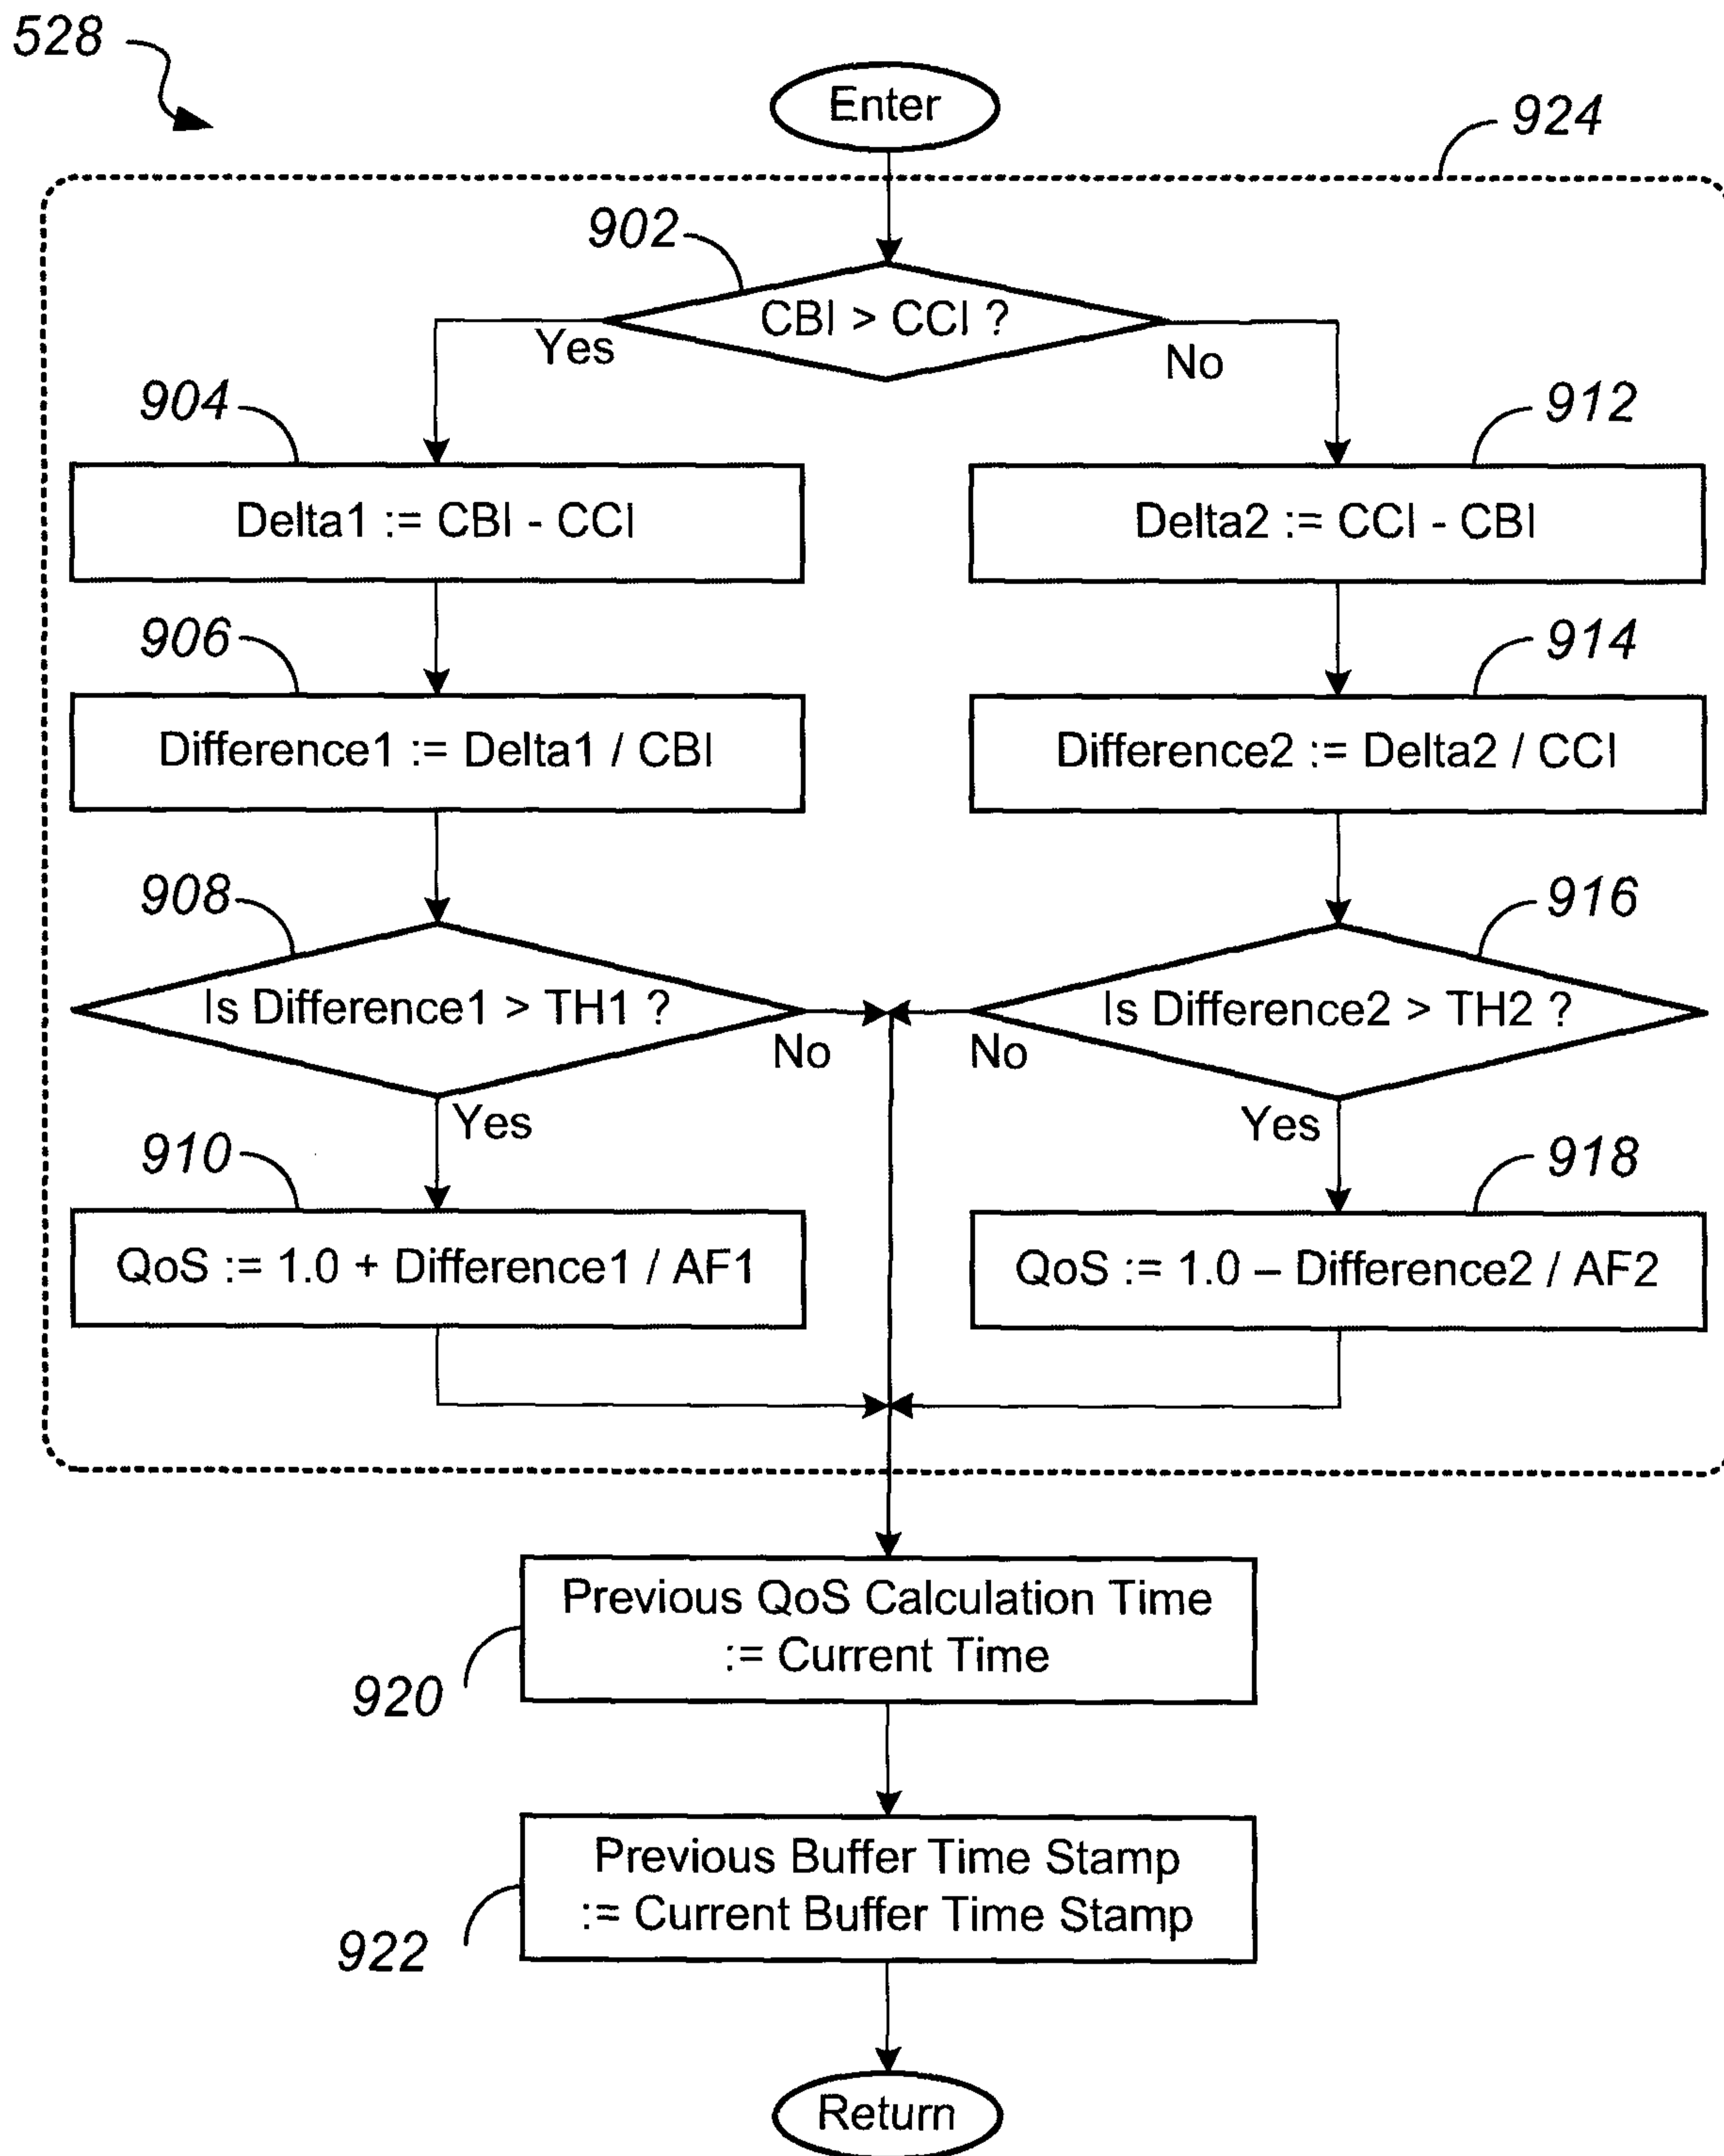 528
Enter
924
902
CBI > CCI ?
Yes
No
904
912
Delta1 := CBI - CCI
Delta2 := CCI - CBI
906
914
Difference1 := Delta1 / CBI
Difference2 := Delta2 / CCI
908
916
Is Difference1 > TH1 ?
Is Difference2 > TH2 ?
No
No
Yes
Yes
910
918
QoS := 1.0 + Difference1 / AF1
QoS := 1.0 – Difference2 / AF2
Previous QoS Calculation Time
:= Current Time
920
Previous Buffer Time Stamp
:= Current Buffer Time Stamp
922
Return